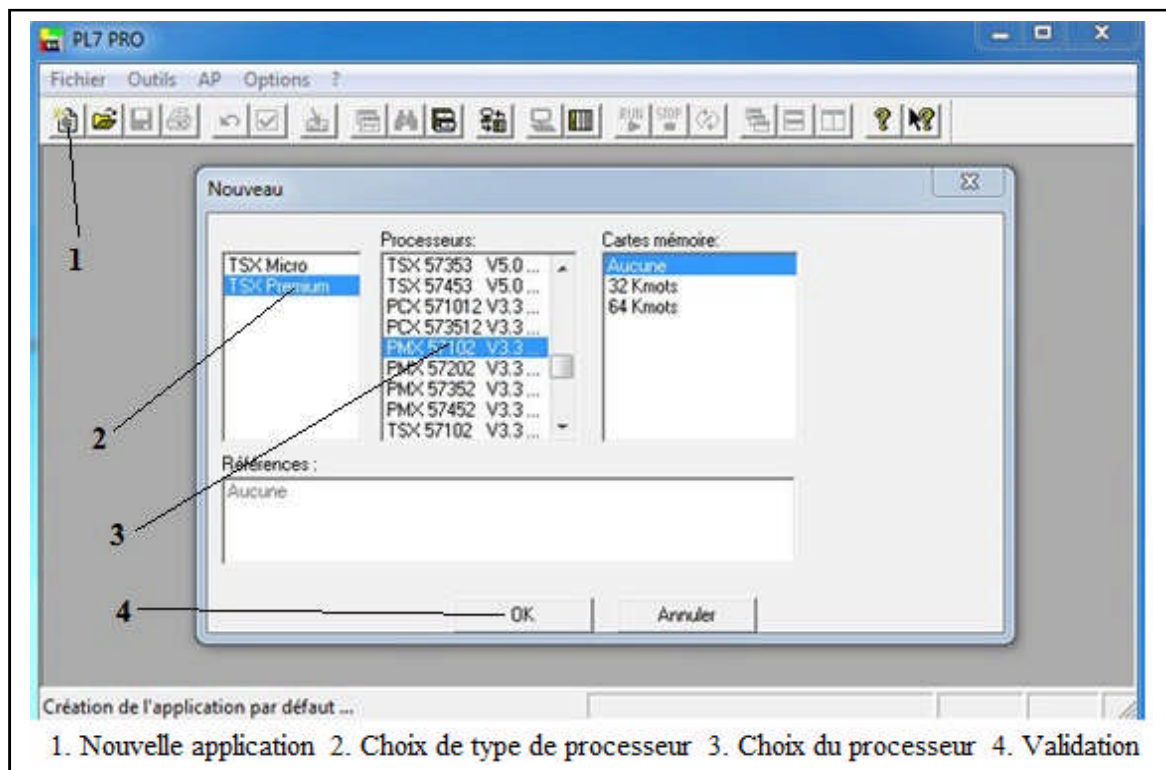 PL7 PRO
Fichier Outils AP Options ?
RUN STOP
Nouveau
Processeurs:
Cartes mémoire:
TSX Micro
TSX Premium
TSX 57353 V5.0 ...
TSX 57453 V5.0 ...
PCX 571012 V3.3 ...
PCX 573512 V3.3 ...
PMX 57102 V3.3 ...
PMX 57202 V3.3 ...
PMX 57352 V3.3 ...
PMX 57452 V3.3 ...
TSX 57102 V3.3 ...
Aucune
32 Kmots
64 Kmots
Références :
Aucune
OK
Annuler
1
2
3
4
Création de l'application par défaut ...
1. Nouvelle application 2. Choix de type de processeur 3. Choix du processeur 4. Validation